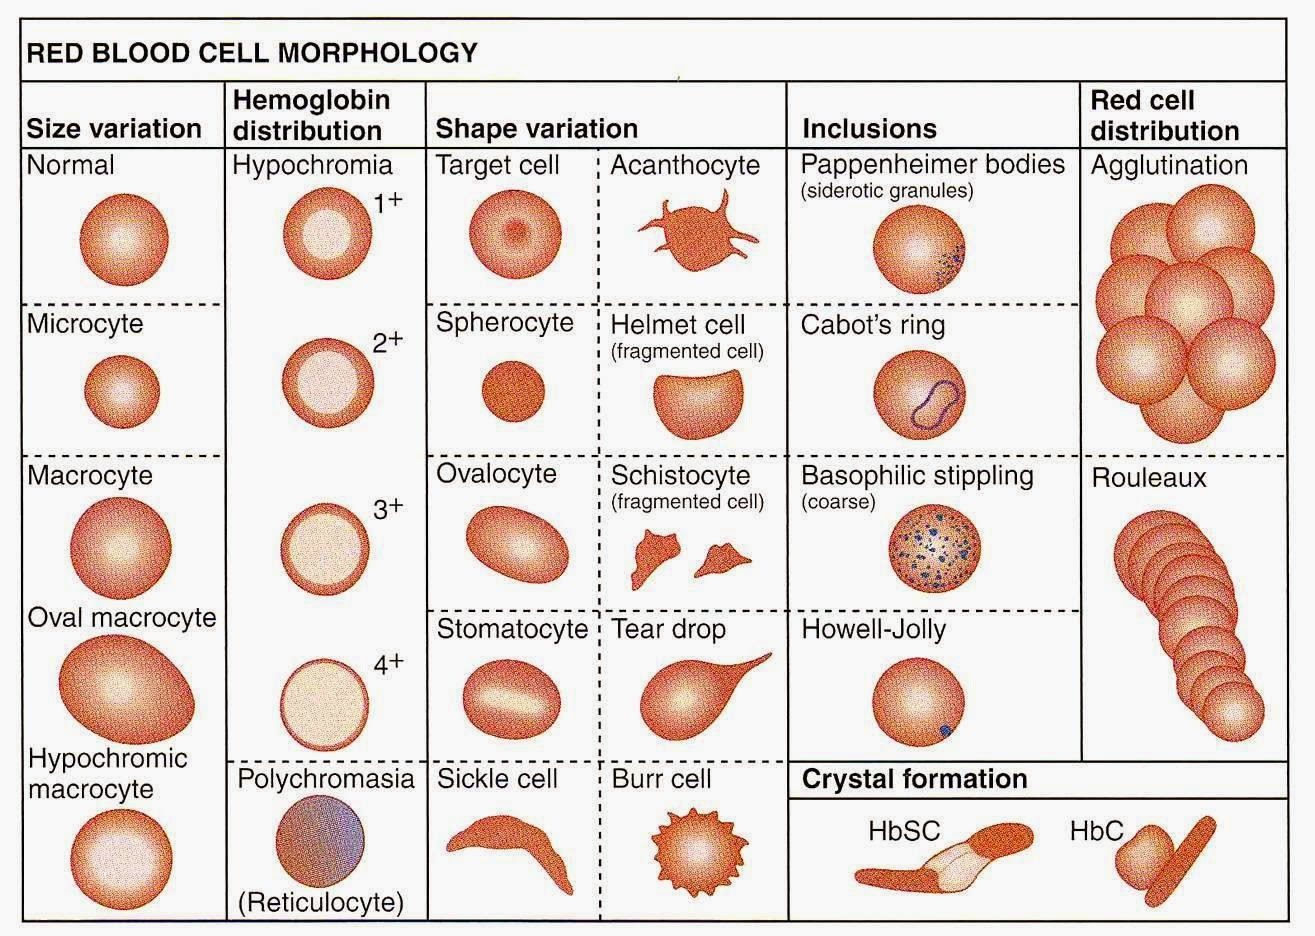 RED BLOOD CELL MORPHOLOGY
Size variation
Hemoglobin
distribution
Shape variation
Inclusions
Red cell
distribution
Normal
Microcyte
Macrocyte
Oval macrocyte
Hypochromic
macrocyte
Hypochromia
1+
2+
3+
4+
Polychromasia
(Reticulocyte)
Target cell
Spherocyte
Ovalocyte
Stomatocyte
Sickle cell
Acanthocyte
Helmet cell
(fragmented cell)
Schistocyte
(fragmented cell)
Tear drop
Burr cell
Pappenheimer bodies
(siderotic granules)
Cabot's ring
Basophilic stippling
(coarse)
Howell-Jolly
Agglutination
Rouleaux
Crystal formation
HbSC
HbC